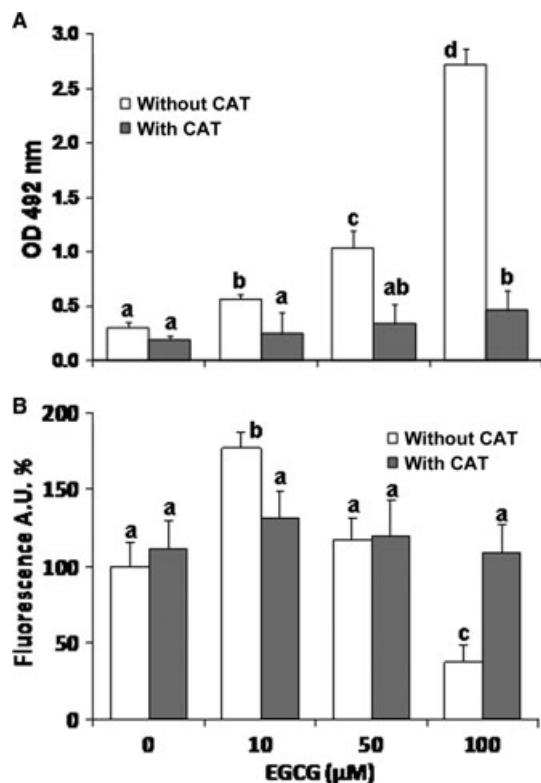 A
3.0
2.5
2.0
1.5
1.0
0.5
0.0
OD 492 nm
Without CAT
With CAT
a
a
b
a
c
ab
d
b
B
200
150
100
50
0
Fluorescence A.U. %
Without CAT
With CAT
a
a
b
a
a
a
c
a
0
10
50
100
EGCG (µM)